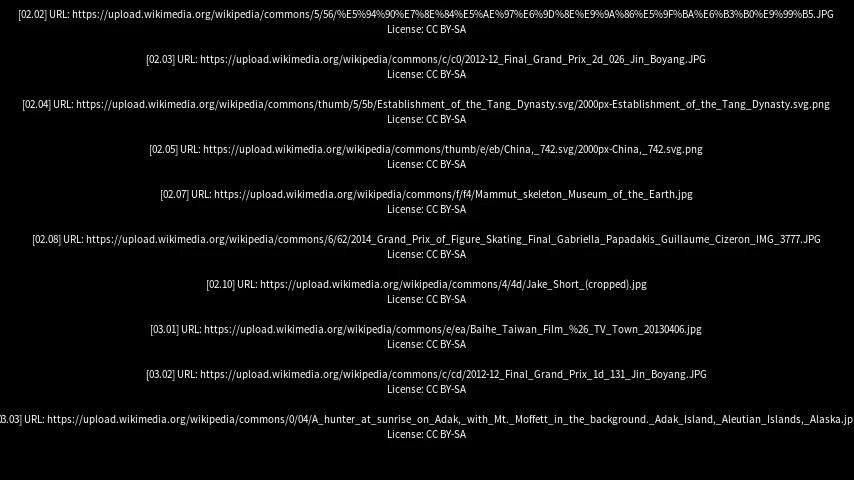 [02.02] URL: https://upload.wikimedia.org/wikipedia/commons/5/56/%E5%94%90%E7%8E%84%E5%AE%97%E6%9D%8E%E9%9A%86%E5%9F%BA%E6%B3%B0%E9%99%B5.JPG
License: CC BY-SA
[02.03] URL: https://upload.wikimedia.org/wikipedia/commons/c/c0/2012-12_Final_Grand_Prix_2d_026_Jin_Boyang.JPG
License: CC BY-SA
[02.04] URL: https://upload.wikimedia.org/wikipedia/commons/thumb/5/5b/Establishment_of_the_Tang_Dynasty.svg/2000px-Establishment_of_the_Tang_Dynasty.svg.png
License: CC BY-SA
[02.05] URL: https://upload.wikimedia.org/wikipedia/commons/thumb/e/eb/China,_742.svg/2000px-China,_742.svg.png
License: CC BY-SA
[02.07] URL: https://upload.wikimedia.org/wikipedia/commons/f/f4/Mammut_skeleton_Museum_of_the_Earth.jpg
License: CC BY-SA
[02.08] URL: https://upload.wikimedia.org/wikipedia/commons/6/62/2014_Grand_Prix_of_Figure_Skating_Final_Gabriella_Papadakis_Guillaume_Cizeron_IMG_3777.JPG
License: CC BY-SA
[02.10] URL: https://upload.wikimedia.org/wikipedia/commons/4/4d/Jake_Short_(cropped).jpg
License: CC BY-SA
[03.01] URL: https://upload.wikimedia.org/wikipedia/commons/e/ea/Baihe_Taiwan_Film_%26_TV_Town_20130406.jpg
License: CC BY-SA
[03.02] URL: https://upload.wikimedia.org/wikipedia/commons/c/cd/2012-12_Final_Grand_Prix_1d_131_Jin_Boyang.JPG
License: CC BY-SA
03.03] URL: https://upload.wikimedia.org/wikipedia/commons/0/04/A_hunter_at_sunrise_on_Adak,_with_Mt._Moffett_in_the_background._Adak_Island,_Aleutian_Islands,_Alaska.jp
License: CC BY-SA